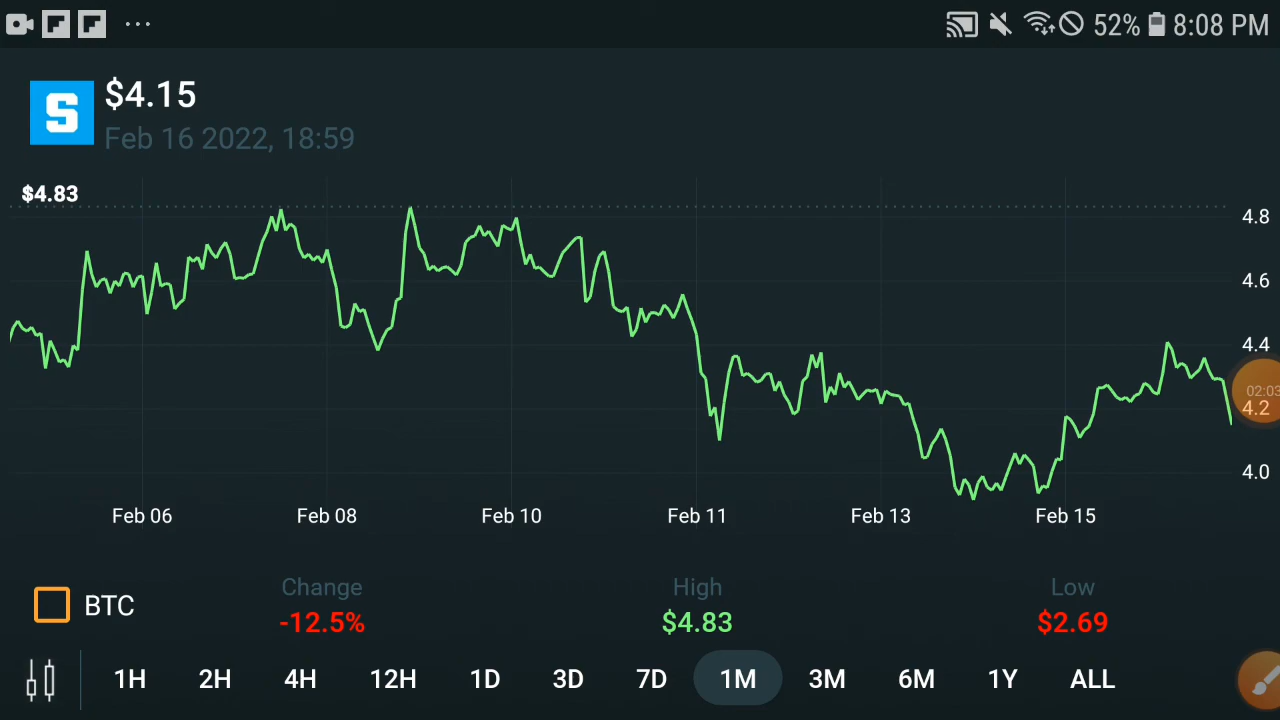 52% 8:08 PM
S
$4.15
Feb 16 2022, 18:59
$4.83
4.8
4.6
4.4
02:03
4.2
4.0
Feb 06 Feb 08 Feb 10 Feb 11 Feb 13 Feb 15
BTC
Change High Low
-12.5% $4.83 $2.69
1H 2H 4H 12H 1D 3D 7D 1M 3M 6M 1Y ALL